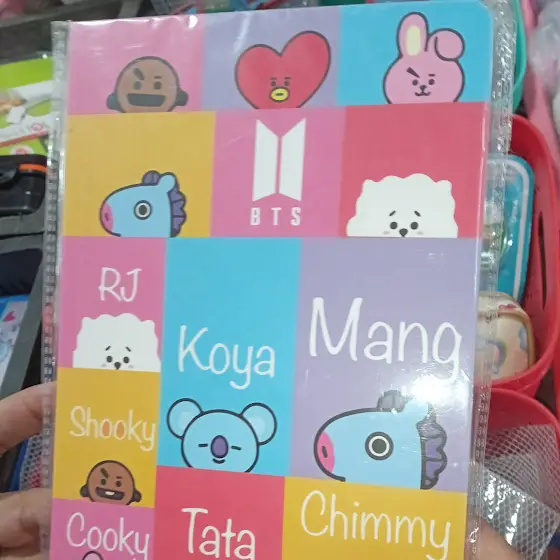 BTS
RJ
Koya
Mang
Shooky
Cooky
Tata
Chimmy